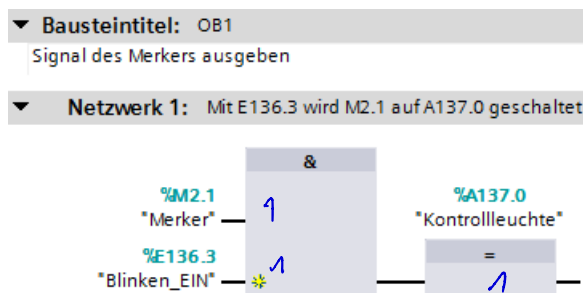 Bausteintitel: OB1
Signal des Merkers ausgeben
Netzwerk 1: Mit E136.3 wird M2.1 auf A137.0 geschaltet
&
%M2.1
"Merker"
1
%A137.0
"Kontrollleuchte"
%E136.3
"Blinken_EIN"
1
=
1